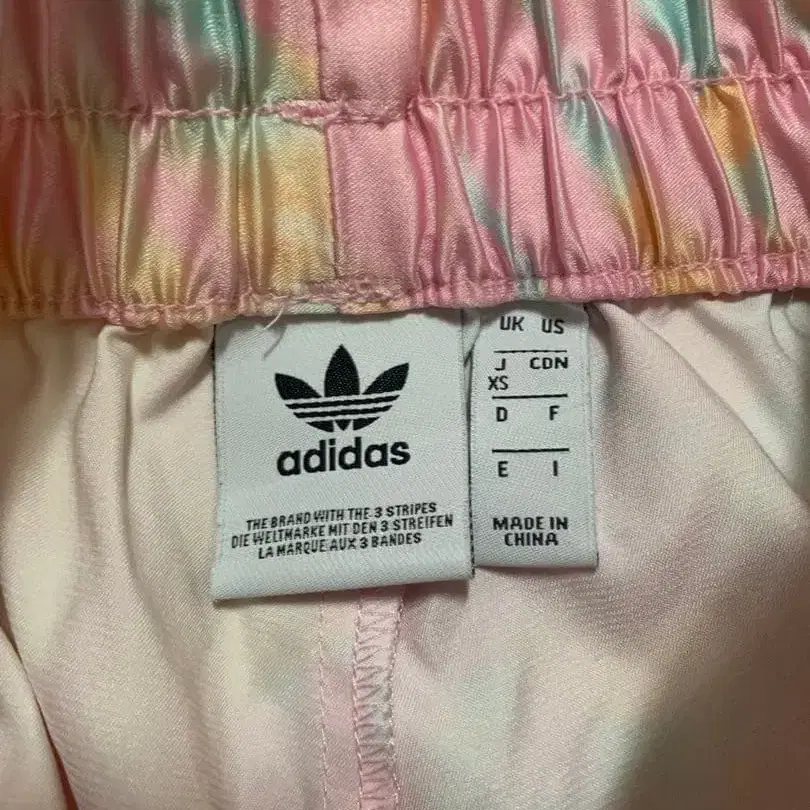 adidas
THE BRAND WITH THE 3 STRIPES
DIE WELTMARKE MIT DEN 3 STREIFEN
LA MARQUE AUX 3 BANDES
UK US
J CDN
XS
D F
E I
MADE IN
CHINA